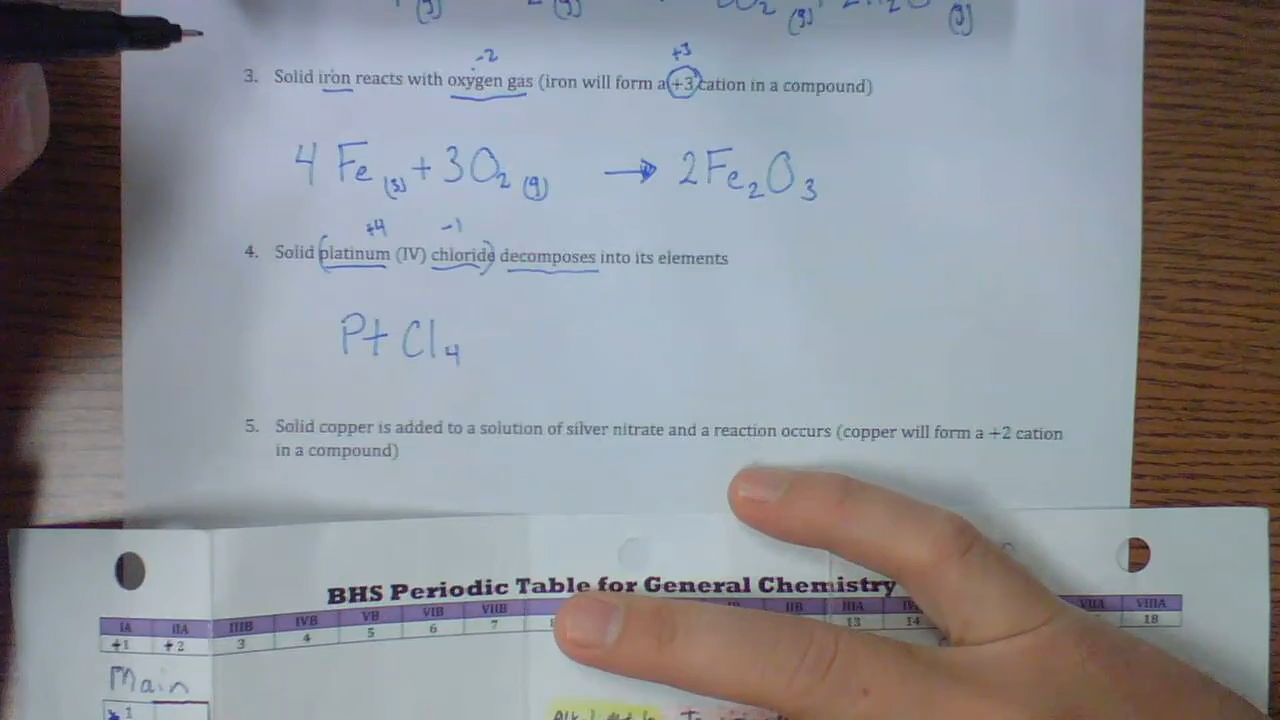 (g) 2(g) O2 (g) + 2H2O (g)
-2 +3
3. Solid iron reacts with oxygen gas (iron will form a +3 cation in a compound)
4 Fe (s) + 3O2 (g) → 2Fe2O3
+4 -1
4. Solid platinum (IV) chloride decomposes into its elements
PtCl4
5. Solid copper is added to a solution of silver nitrate and a reaction occurs (copper will form a +2 cation
in a compound)
BHS Periodic Table for General Chemistry
IA IIA IIIB IVB VB VIB VIIB IIB IIIA VIIA VIIIA
+1 +2 3 4 5 6 7 13 14 18
Main
1